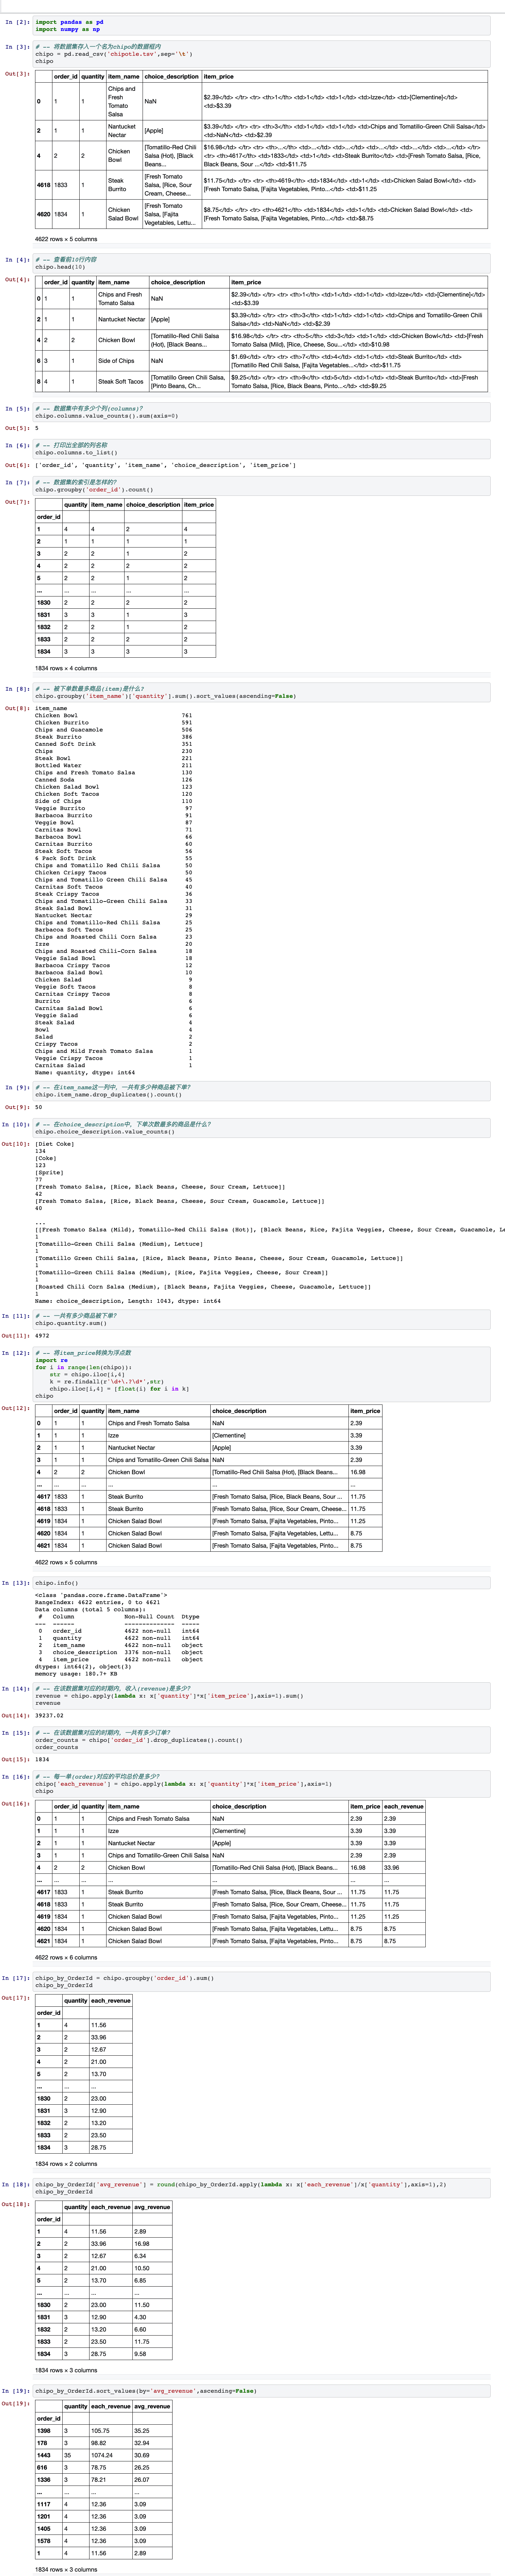 In [2]: import pandas as pd
import numpy as np
In [3]: # -- 将数据集存入一个名为chipo的数据框内
chipo = pd.read_csv('chipotle.tsv',sep='\t')
chipo
Out[3]: order_id quantity item_name choice_description item_price
0 1 1 Chips and Fresh Tomato Salsa NaN $2.39</td> </tr> <tr> <th>1</th> <td>1</td> <td>1</td> <td>Izze</td> <td>[Clementine]</td> <td>$3.39
2 1 1 Nantucket Nectar [Apple] $3.39</td> </tr> <tr> <th>3</th> <td>1</td> <td>1</td> <td>Chips and Tomatillo-Green Chili Salsa</td> <td>NaN</td> <td>$2.39
4 2 2 Chicken Bowl [Tomatillo-Red Chili Salsa (Hot), [Black Beans... $16.98</td> </tr> <tr> <th>...</th> <td>...</td> <td>...</td> <td>...</td> <td>...</td> <td>...</td> </tr> <tr> <th>4617</th> <td>1833</td> <td>1</td> <td>Steak Burrito</td> <td>[Fresh Tomato Salsa, [Rice, Black Beans, Sour ...</td> <td>$11.75
4618 1833 1 Steak Burrito [Fresh Tomato Salsa, [Rice, Sour Cream, Cheese... $11.75</td> </tr> <tr> <th>4619</th> <td>1834</td> <td>1</td> <td>Chicken Salad Bowl</td> <td>[Fresh Tomato Salsa, [Fajita Vegetables, Pinto...</td> <td>$11.25
4620 1834 1 Chicken Salad Bowl [Fresh Tomato Salsa, [Fajita Vegetables, Lettu... $8.75</td> </tr> <tr> <th>4621</th> <td>1834</td> <td>1</td> <td>Chicken Salad Bowl</td> <td>[Fresh Tomato Salsa, [Fajita Vegetables, Pinto...</td> <td>$8.75
4622 rows × 5 columns
In [4]: # -- 查看前10行内容
chipo.head(10)
Out[4]: order_id quantity item_name choice_description item_price
0 1 1 Chips and Fresh Tomato Salsa NaN $2.39</td> </tr> <tr> <th>1</th> <td>1</td> <td>1</td> <td>Izze</td> <td>[Clementine]</td> <td>$3.39
2 1 1 Nantucket Nectar [Apple] $3.39</td> </tr> <tr> <th>3</th> <td>1</td> <td>1</td> <td>Chips and Tomatillo-Green Chili Salsa</td> <td>NaN</td> <td>$2.39
4 2 2 Chicken Bowl [Tomatillo-Red Chili Salsa (Hot), [Black Beans... $16.98</td> </tr> <tr> <th>5</th> <td>3</td> <td>1</td> <td>Chicken Bowl</td> <td>[Fresh Tomato Salsa (Mild), [Rice, Cheese, Sou...</td> <td>$10.98
6 3 1 Side of Chips NaN $1.69</td> </tr> <tr> <th>7</th> <td>4</td> <td>1</td> <td>Steak Burrito</td> <td>[Tomatillo Red Chili Salsa, [Fajita Vegetables...</td> <td>$11.75
8 4 1 Steak Soft Tacos [Tomatillo Green Chili Salsa, [Pinto Beans, Ch... $9.25</td> </tr> <tr> <th>9</th> <td>5</td> <td>1</td> <td>Steak Burrito</td> <td>[Fresh Tomato Salsa, [Rice, Black Beans, Pinto...</td> <td>$9.25
In [5]: # -- 数据集中有多少个列(columns)?
chipo.columns.value_counts().sum(axis=0)
Out[5]: 5
In [6]: # -- 打印出全部的列名称
chipo.columns.to_list()
Out[6]: ['order_id', 'quantity', 'item_name', 'choice_description', 'item_price']
In [7]: # -- 数据集的索引是怎样的?
chipo.groupby('order_id').count()
Out[7]: quantity item_name choice_description item_price
order_id
1 4 4 2 4
2 1 1 1 1
3 2 2 1 2
4 2 2 2 2
5 2 2 1 2
... ... ... ... ...
1830 2 2 2 2
1831 3 3 1 3
1832 2 2 1 2
1833 2 2 2 2
1834 3 3 3 3
1834 rows × 4 columns
In [8]: # -- 被下单数最多商品(item)是什么?
chipo.groupby('item_name')['quantity'].sum().sort_values(ascending=False)
Out[8]: item_name
Chicken Bowl 761
Chicken Burrito 591
Chips and Guacamole 506
Steak Burrito 386
Canned Soft Drink 351
Chips 230
Steak Bowl 221
Bottled Water 211
Chips and Fresh Tomato Salsa 130
Canned Soda 126
Chicken Salad Bowl 123
Chicken Soft Tacos 120
Side of Chips 110
Veggie Burrito 97
Barbacoa Burrito 91
Veggie Bowl 87
Carnitas Bowl 71
Barbacoa Bowl 66
Carnitas Burrito 60
Steak Soft Tacos 56
6 Pack Soft Drink 55
Chips and Tomatillo Red Chili Salsa 50
Chicken Crispy Tacos 50
Chips and Tomatillo Green Chili Salsa 45
Carnitas Soft Tacos 40
Steak Crispy Tacos 36
Chips and Tomatillo-Green Chili Salsa 33
Steak Salad Bowl 31
Nantucket Nectar 29
Chips and Tomatillo-Red Chili Salsa 25
Barbacoa Soft Tacos 25
Chips and Roasted Chili Corn Salsa 23
Izze 20
Chips and Roasted Chili-Corn Salsa 18
Veggie Salad Bowl 18
Barbacoa Crispy Tacos 12
Barbacoa Salad Bowl 10
Chicken Salad 9
Veggie Soft Tacos 8
Carnitas Crispy Tacos 8
Burrito 6
Carnitas Salad Bowl 6
Veggie Salad 6
Steak Salad 4
Bowl 4
Salad 2
Crispy Tacos 2
Chips and Mild Fresh Tomato Salsa 1
Veggie Crispy Tacos 1
Carnitas Salad 1
Name: quantity, dtype: int64
In [9]: # -- 在item_name这一列中，一共有多少种商品被下单?
chipo.item_name.drop_duplicates().count()
Out[9]: 50
In [10]: # -- 在choice_description中，下单次数最多的商品是什么?
chipo.choice_description.value_counts()
Out[10]: [Diet Coke]
134
[Coke]
123
[Sprite]
77
[Fresh Tomato Salsa, [Rice, Black Beans, Cheese, Sour Cream, Lettuce]]
42
[Fresh Tomato Salsa, [Rice, Black Beans, Cheese, Sour Cream, Guacamole, Lettuce]]
40
...
[[Fresh Tomato Salsa (Mild), Tomatillo-Red Chili Salsa (Hot)], [Black Beans, Rice, Fajita Veggies, Cheese, Sour Cream, Guacamole, Le
1
[Tomatillo-Green Chili Salsa (Medium), Lettuce]
1
[Tomatillo Green Chili Salsa, [Rice, Black Beans, Pinto Beans, Cheese, Sour Cream, Guacamole, Lettuce]]
1
[Tomatillo-Green Chili Salsa (Medium), [Rice, Fajita Veggies, Cheese, Sour Cream]]
1
[Roasted Chili Corn Salsa (Medium), [Black Beans, Fajita Veggies, Cheese, Guacamole, Lettuce]]
1
Name: choice_description, Length: 1043, dtype: int64
In [11]: # -- 一共有多少商品被下单?
chipo.quantity.sum()
Out[11]: 4972
In [12]: # -- 将item_price转换为浮点数
import re
for i in range(len(chipo)):
str = chipo.iloc[i,4]
k = re.findall(r'\d+\.?\d*',str)
chipo.iloc[i,4] = [float(i) for i in k]
chipo
Out[12]: order_id quantity item_name choice_description item_price
0 1 1 Chips and Fresh Tomato Salsa NaN 2.39
1 1 1 Izze [Clementine] 3.39
2 1 1 Nantucket Nectar [Apple] 3.39
3 1 1 Chips and Tomatillo-Green Chili Salsa NaN 2.39
4 2 2 Chicken Bowl [Tomatillo-Red Chili Salsa (Hot), [Black Beans... 16.98
... ... ... ... ... ...
4617 1833 1 Steak Burrito [Fresh Tomato Salsa, [Rice, Black Beans, Sour ... 11.75
4618 1833 1 Steak Burrito [Fresh Tomato Salsa, [Rice, Sour Cream, Cheese... 11.75
4619 1834 1 Chicken Salad Bowl [Fresh Tomato Salsa, [Fajita Vegetables, Pinto... 11.25
4620 1834 1 Chicken Salad Bowl [Fresh Tomato Salsa, [Fajita Vegetables, Lettu... 8.75
4621 1834 1 Chicken Salad Bowl [Fresh Tomato Salsa, [Fajita Vegetables, Pinto... 8.75
4622 rows × 5 columns
In [13]: chipo.info()
<class 'pandas.core.frame.DataFrame'>
RangeIndex: 4622 entries, 0 to 4621
Data columns (total 5 columns):
# Column Non-Null Count Dtype
--- ------ -------------- -----
0 order_id 4622 non-null int64
1 quantity 4622 non-null int64
2 item_name 4622 non-null object
3 choice_description 3376 non-null object
4 item_price 4622 non-null object
dtypes: int64(2), object(3)
memory usage: 180.7+ KB
In [14]: # -- 在该数据集对应的时期内，收入(revenue)是多少?
revenue = chipo.apply(lambda x: x['quantity']*x['item_price'],axis=1).sum()
revenue
Out[14]: 39237.02
In [15]: # -- 在该数据集对应的时期内，一共有多少订单?
order_counts = chipo['order_id'].drop_duplicates().count()
order_counts
Out[15]: 1834
In [16]: # -- 每一单(order)对应的平均总价是多少?
chipo['each_revenue'] = chipo.apply(lambda x: x['quantity']*x['item_price'],axis=1)
chipo
Out[16]: order_id quantity item_name choice_description item_price each_revenue
0 1 1 Chips and Fresh Tomato Salsa NaN 2.39 2.39
1 1 1 Izze [Clementine] 3.39 3.39
2 1 1 Nantucket Nectar [Apple] 3.39 3.39
3 1 1 Chips and Tomatillo-Green Chili Salsa NaN 2.39 2.39
4 2 2 Chicken Bowl [Tomatillo-Red Chili Salsa (Hot), [Black Beans... 16.98 33.96
... ... ... ... ... ... ...
4617 1833 1 Steak Burrito [Fresh Tomato Salsa, [Rice, Black Beans, Sour ... 11.75 11.75
4618 1833 1 Steak Burrito [Fresh Tomato Salsa, [Rice, Sour Cream, Cheese... 11.75 11.75
4619 1834 1 Chicken Salad Bowl [Fresh Tomato Salsa, [Fajita Vegetables, Pinto... 11.25 11.25
4620 1834 1 Chicken Salad Bowl [Fresh Tomato Salsa, [Fajita Vegetables, Lettu... 8.75 8.75
4621 1834 1 Chicken Salad Bowl [Fresh Tomato Salsa, [Fajita Vegetables, Pinto... 8.75 8.75
4622 rows × 6 columns
In [17]: chipo_by_OrderId = chipo.groupby('order_id').sum()
chipo_by_OrderId
Out[17]: quantity each_revenue
order_id
1 4 11.56
2 2 33.96
3 2 12.67
4 2 21.00
5 2 13.70
... ... ...
1830 2 23.00
1831 3 12.90
1832 2 13.20
1833 2 23.50
1834 3 28.75
1834 rows × 2 columns
In [18]: chipo_by_OrderId['avg_revenue'] = round(chipo_by_OrderId.apply(lambda x: x['each_revenue']/x['quantity'],axis=1),2)
chipo_by_OrderId
Out[18]: quantity each_revenue avg_revenue
order_id
1 4 11.56 2.89
2 2 33.96 16.98
3 2 12.67 6.34
4 2 21.00 10.50
5 2 13.70 6.85
... ... ... ...
1830 2 23.00 11.50
1831 3 12.90 4.30
1832 2 13.20 6.60
1833 2 23.50 11.75
1834 3 28.75 9.58
1834 rows × 3 columns
In [19]: chipo_by_OrderId.sort_values(by='avg_revenue',ascending=False)
Out[19]: quantity each_revenue avg_revenue
order_id
1398 3 105.75 35.25
178 3 98.82 32.94
1443 35 1074.24 30.69
616 3 78.75 26.25
1336 3 78.21 26.07
... ... ... ...
1117 4 12.36 3.09
1201 4 12.36 3.09
1405 4 12.36 3.09
1578 4 12.36 3.09
1 4 11.56 2.89
1834 rows × 3 columns